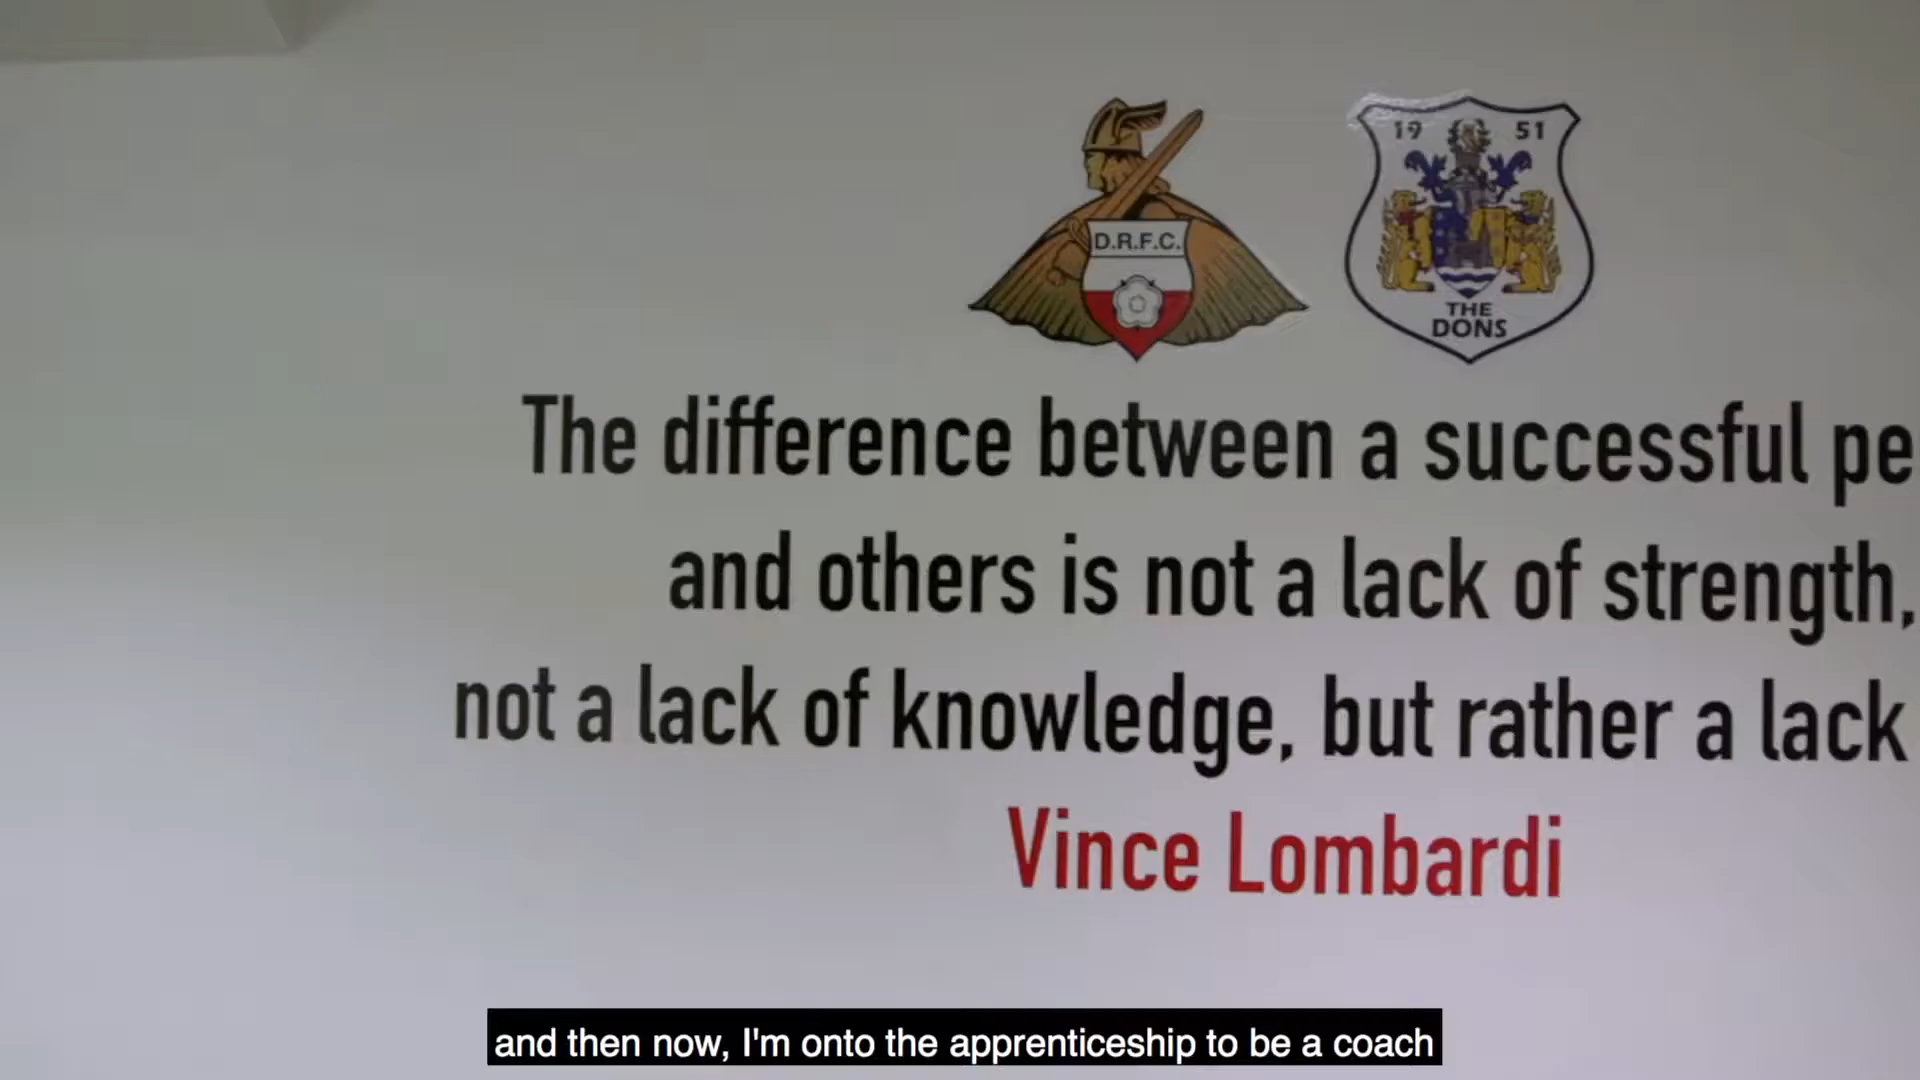 D.R.F.C.
19 51
THE
DONS
The difference between a successful
and others is not a lack of strength,
not a lack of knowledge, but rather a lack
Vince Lombardi
and then now, I'm onto the apprenticeship to be a coach